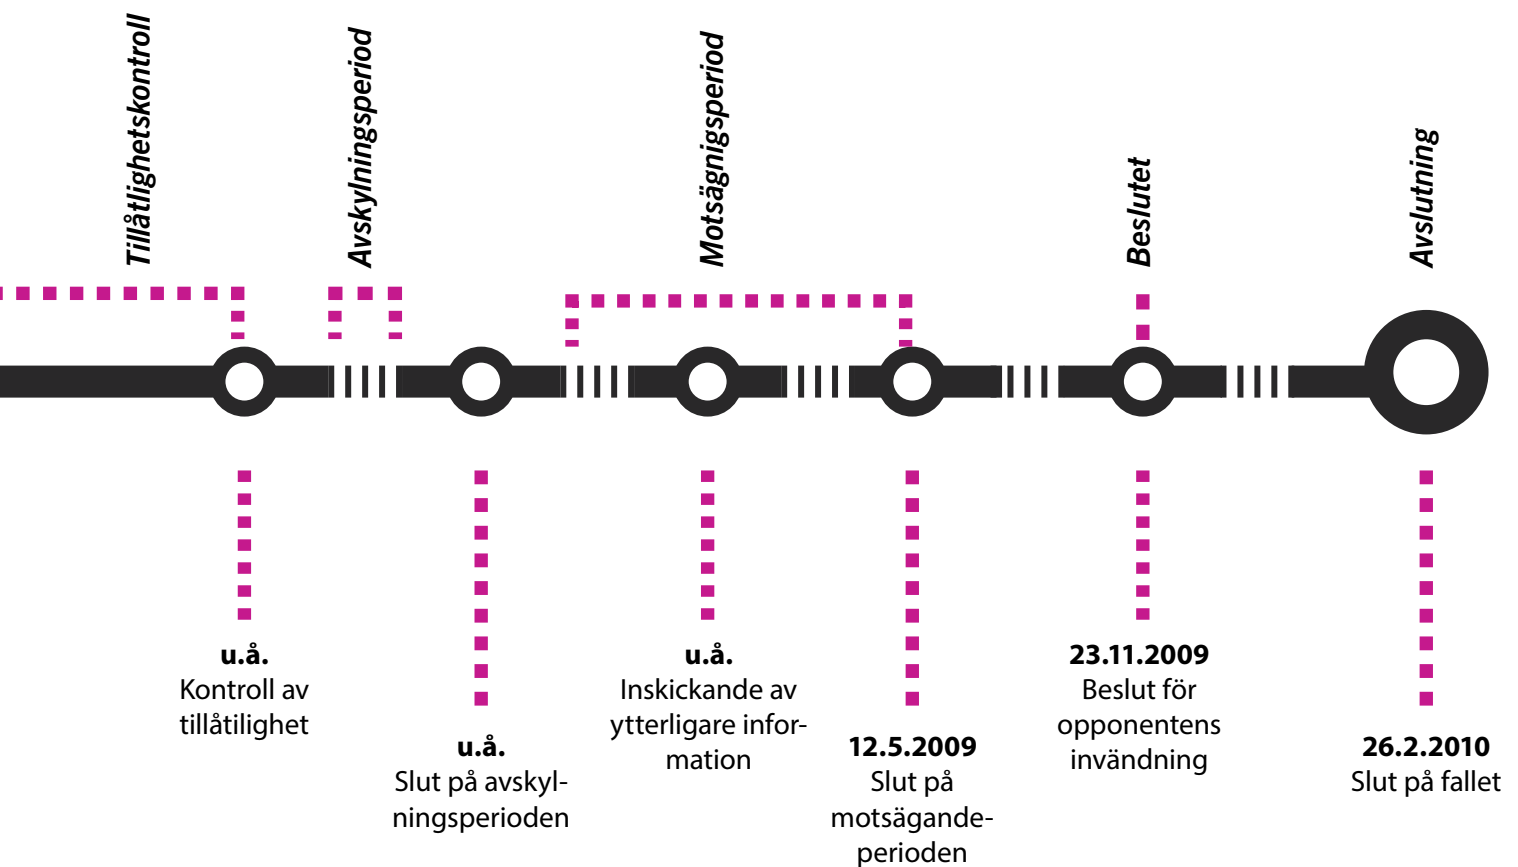 Tillåtlighetskontroll
Avskylningsperiod
Motsägnigsperiod
Beslutet
Avslutning
u.å.
Kontroll av
tillåtilighet
u.å.
Slut på avskyl-
ningsperioden
u.å.
Inskickande av
ytterligare infor-
mation
12.5.2009
Slut på
motsägande-
perioden
23.11.2009
Beslut för
opponentens
invändning
26.2.2010
Slut på fallet